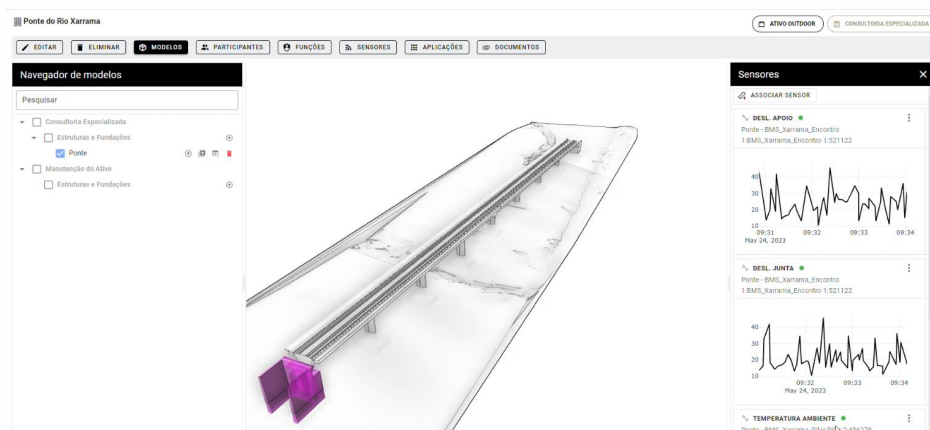 Ponte do Rio Xarrama
ATIVO OUTDOOR
CONSULTORIA ESPECIALIZADA
EDITAR
ELIMINAR
MODELOS
PARTICIPANTES
FUNÇÕES
SENSORES
APLICAÇÕES
DOCUMENTOS
Navegador de modelos
Pesquisar
Consultoria Especializada
Estruturas e Fundações
Ponte
Manutenção do Ativo
Estruturas e Fundações
Sensores
ASSOCIAR SENSOR
DESL. APOIO
Ponte - BMS_Xarrama_Encontro
1:BMS_Xarrama_Encontro 1:521122
40
30
20
10
09:31 09:32 09:33 09:34
May 24, 2023
DESL. JUNTA
Ponte - BMS_Xarrama_Encontro
1:BMS_Xarrama_Encontro 1:521122
40
30
20
10
09:32 09:33 09:34
May 24, 2023
TEMPERATURA AMBIENTE